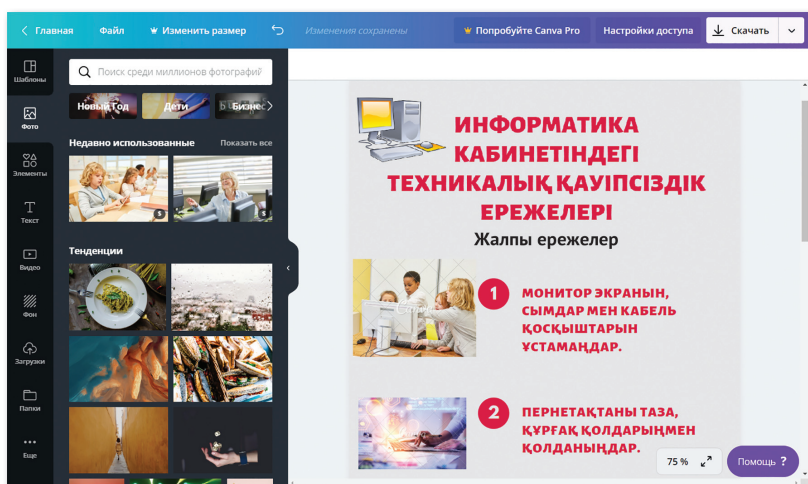 Главная
Файл
Изменить размер
Изменения сохранены
Попробуйте Canva Pro
Настройки доступа
Скачать
Шаблоны
Фото
Элементы
Текст
Видео
Фон
Загрузки
Папки
Еще
Поиск среди миллионов фотографий
Новый Год
Дети
Бизнес
Недавно использованные
Показать все
Тенденции
ИНФОРМАТИКА
КАБИНЕТІНДЕГІ
ТЕХНИКАЛЫҚ ҚАУІПСІЗДІК
ЕРЕЖЕЛЕРІ
Жалпы ережелер
1
МОНИТОР ЭКРАНЫН,
СЫМДАР МЕН КАБЕЛЬ
ҚОСҚЫШТАРЫН
ҰСТАМАҢДАР.
2
ПЕРНЕТАҚТАНЫ ТАЗА,
ҚҰРҒАҚ ҚОЛДАРЫҢМЕН
ҚОЛДАНЫҢДАР.
75 %
Помощь ?